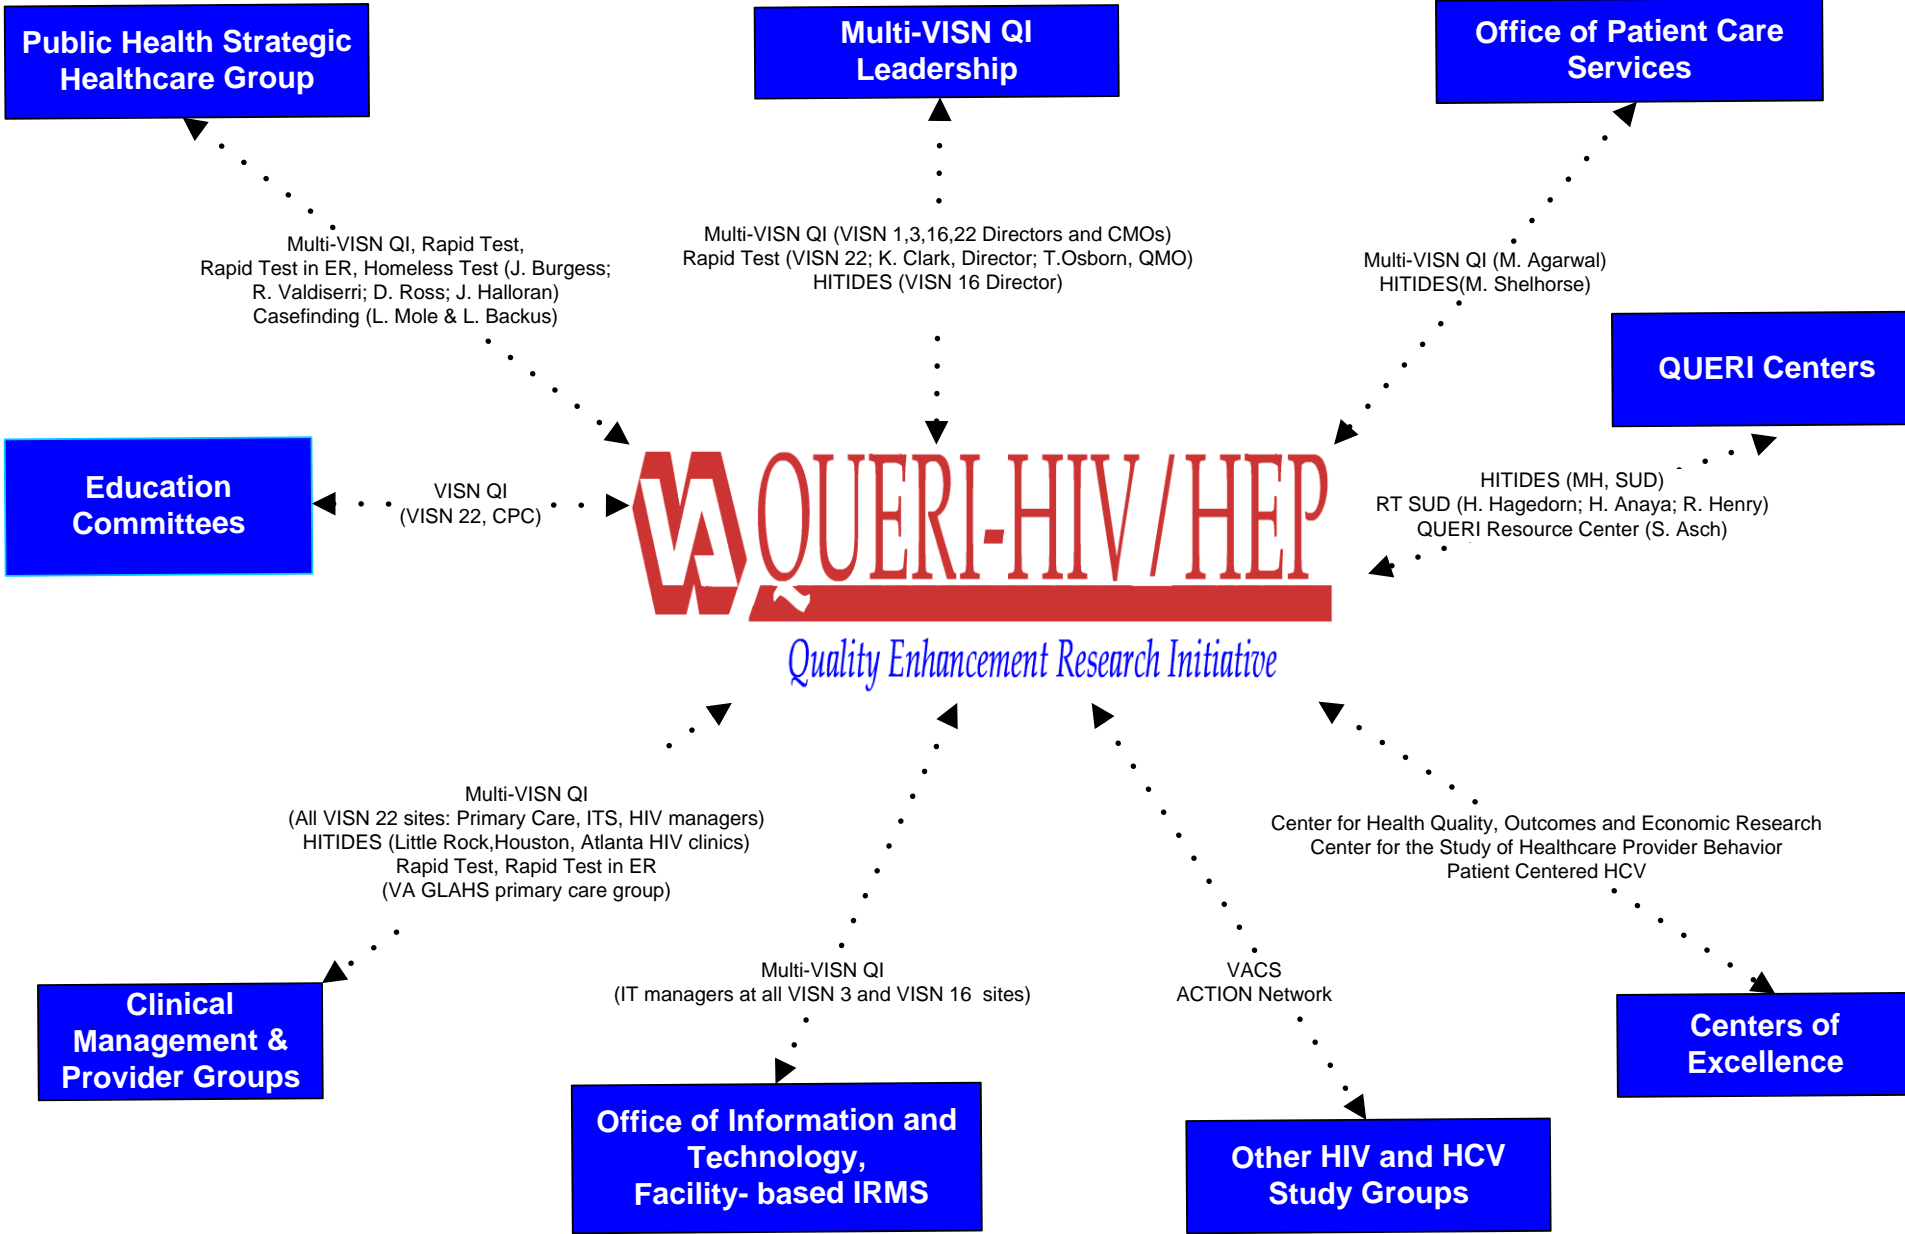 Public Health Strategic
Healthcare Group
Multi-VISN QI
Leadership
Office of Patient Care
Services
Multi-VISN QI, Rapid Test,
Rapid Test in ER, Homeless Test (J. Burgess;
R. Valdiserri; D. Ross; J. Halloran)
Casefinding (L. Mole & L. Backus)
Multi-VISN QI (VISN 1,3,16,22 Directors and CMOs)
Rapid Test (VISN 22; K. Clark, Director; T.Osborn, QMO)
HITIDES (VISN 16 Director)
Multi-VISN QI (M. Agarwal)
HITIDES(M. Shelhorse)
QUERI Centers
Education
Committees
VISN QI
(VISN 22, CPC)
VA QUERI-HIV/HEP
Quality Enhancement Research Initiative
HITIDES (MH, SUD)
RT SUD (H. Hagedorn; H. Anaya; R. Henry)
QUERI Resource Center (S. Asch)
Multi-VISN QI
(All VISN 22 sites: Primary Care, ITS, HIV managers)
HITIDES (Little Rock,Houston, Atlanta HIV clinics)
Rapid Test, Rapid Test in ER
(VA GLAHS primary care group)
Center for Health Quality, Outcomes and Economic Research
Center for the Study of Healthcare Provider Behavior
Patient Centered HCV
Multi-VISN QI
(IT managers at all VISN 3 and VISN 16  sites)
VACS
ACTION Network
Clinical
Management &
Provider Groups
Office of Information and
Technology,
Facility- based IRMS
Other HIV and HCV
Study Groups
Centers of
Excellence